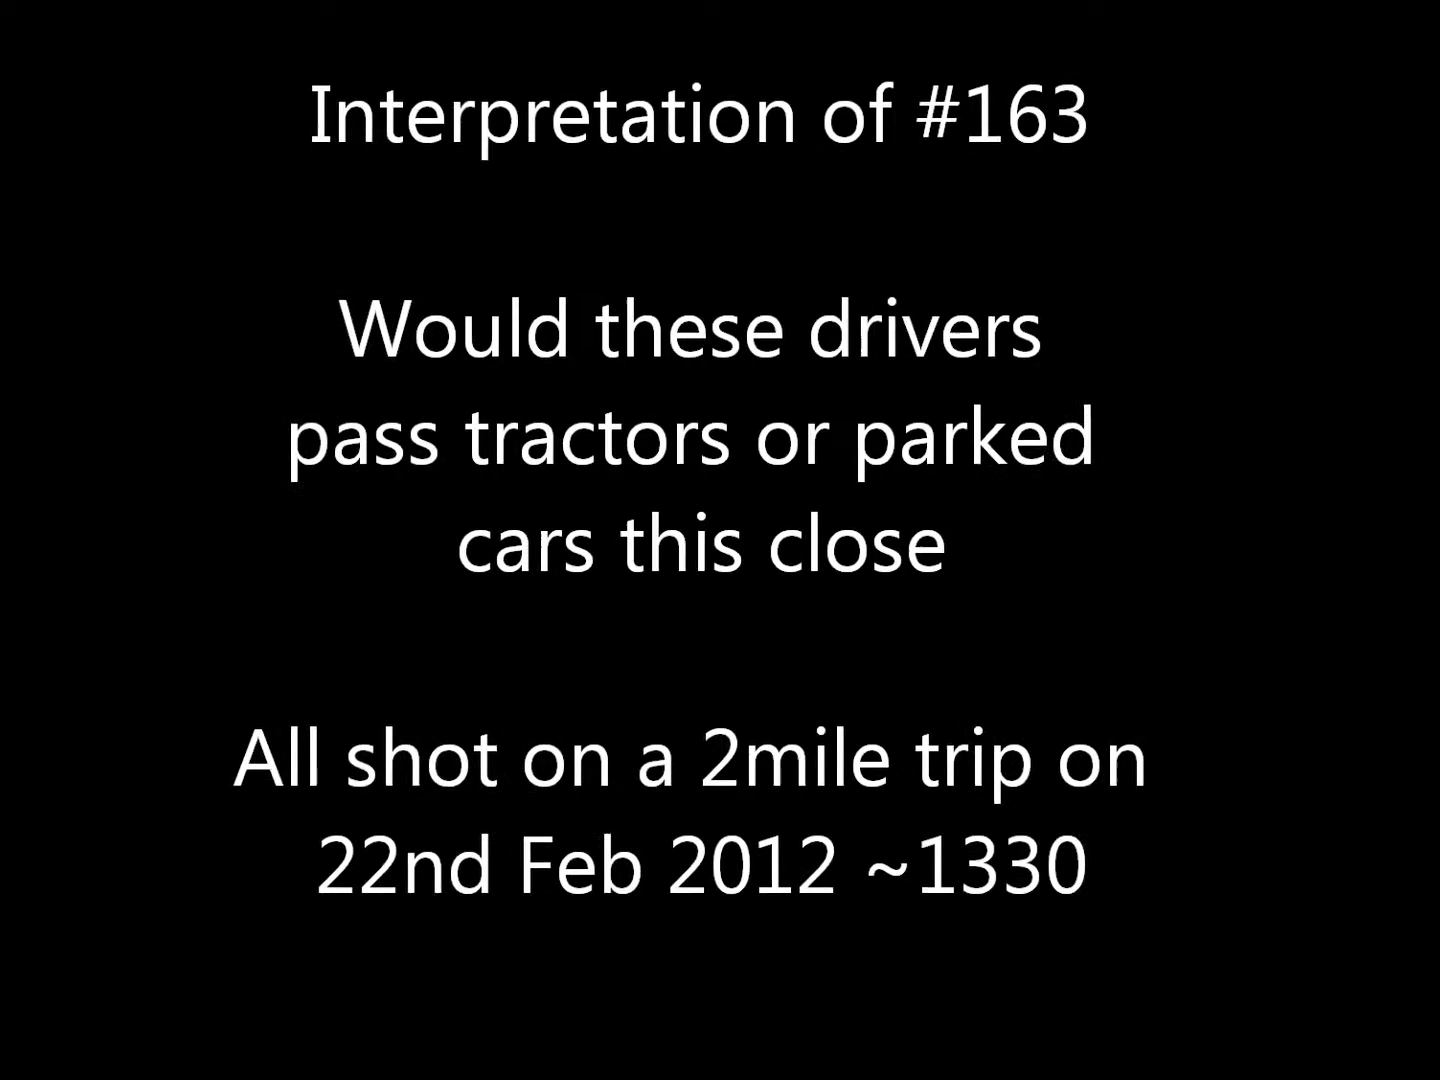 Interpretation of #163
Would these drivers
pass tractors or parked
cars this close
All shot on a 2mile trip on
22nd Feb 2012 ~1330